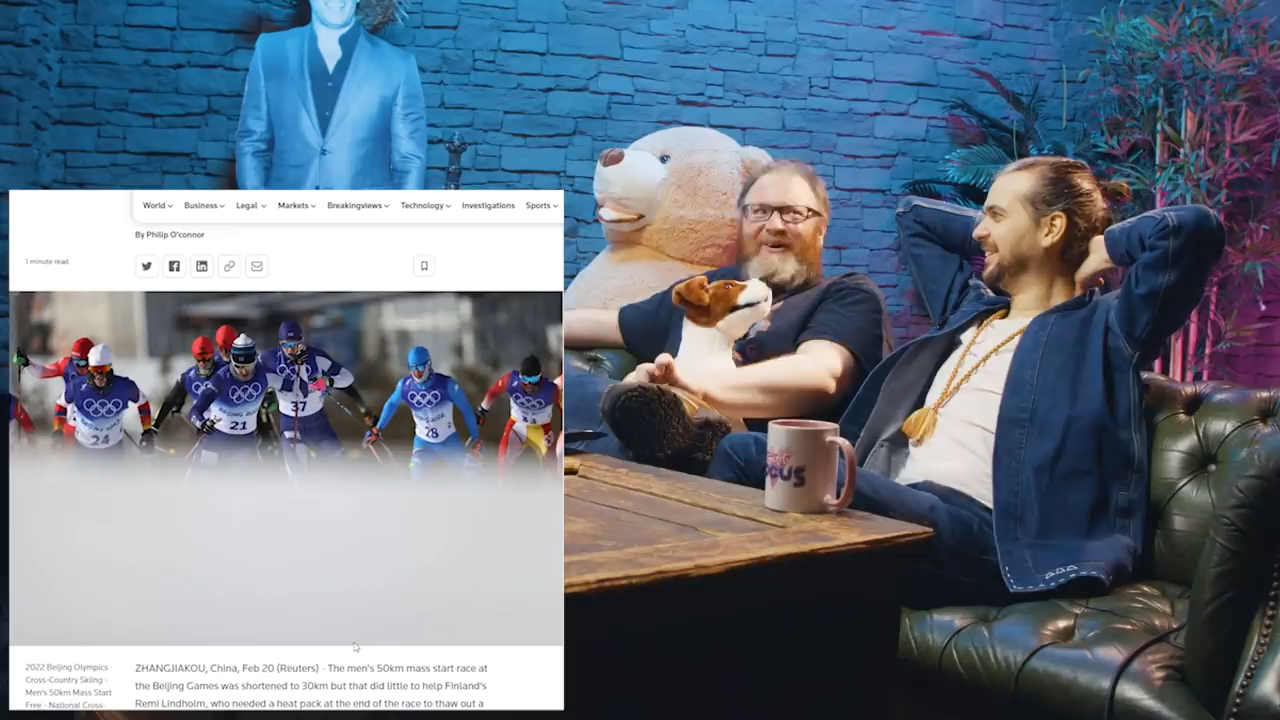 World Business Legal Markets Breakingviews Technology Investigations Sports
By Philip O'connor
1 minute read
24
21
37
28
2022 Beijing Olympics -
Cross-Country Skiing -
Men's 50km Mass Start
Free - National Cross-
ZHANGJIAKOU, China, Feb 20 (Reuters) - The men's 50km mass start race at
the Beijing Games was shortened to 30km but that did little to help Finland's
Remi Lindholm, who needed a heat pack at the end of the race to thaw out a